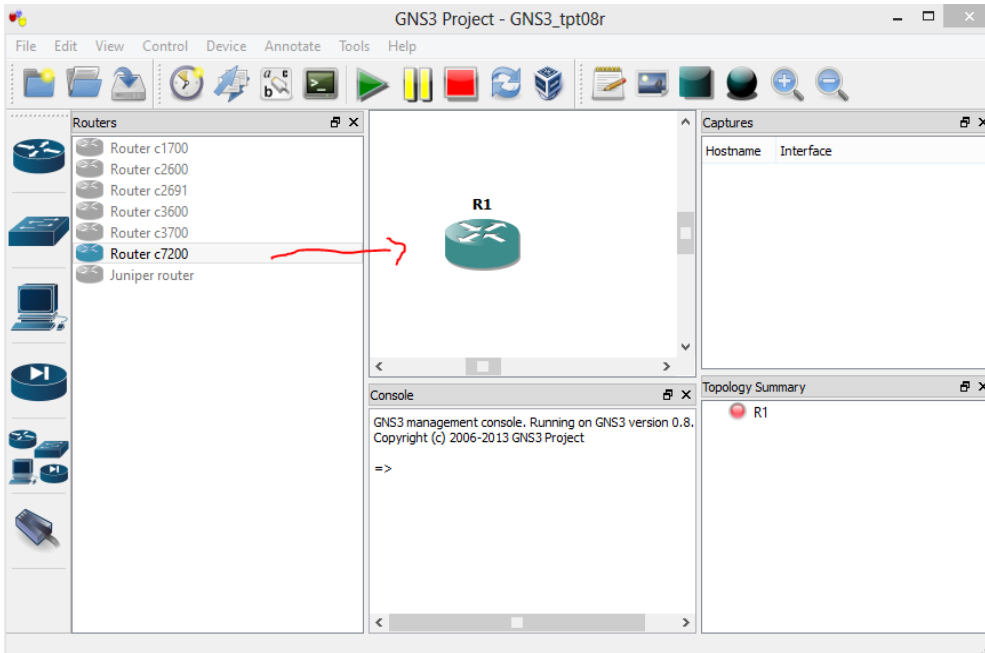 GNS3 Project - GNS3_tpt08r
File Edit View Control Device Annotate Tools Help
Routers
Router c1700
Router c2600
Router c2691
Router c3600
Router c3700
Router c7200
Juniper router
R1
Console
GNS3 management console. Running on GNS3 version 0.8.
Copyright (c) 2006-2013 GNS3 Project
=>
Captures
Hostname Interface
Topology Summary
R1